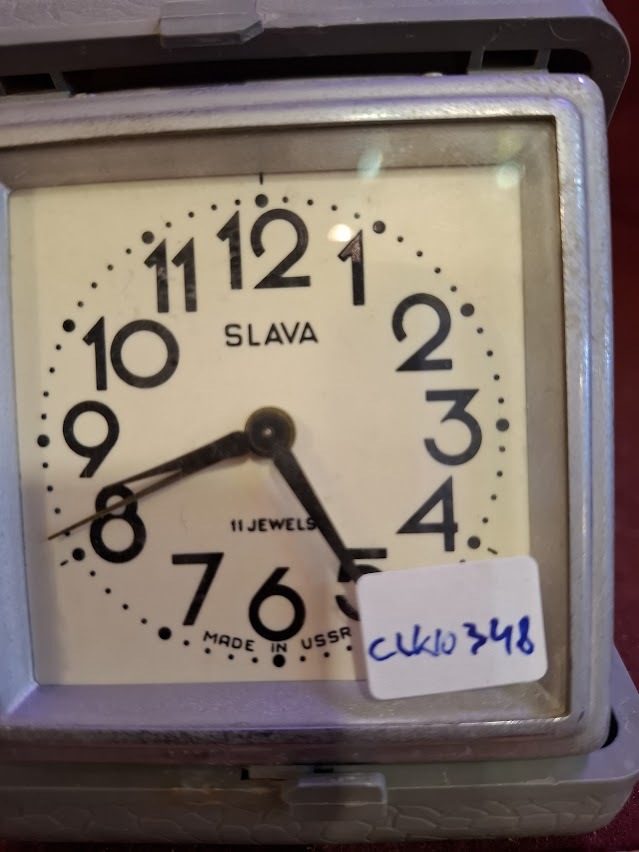 12
11 1
10 2
SLAVA
9 3
8 4
11 JEWELS
7 5
6
MADE IN USSR
CLK10348